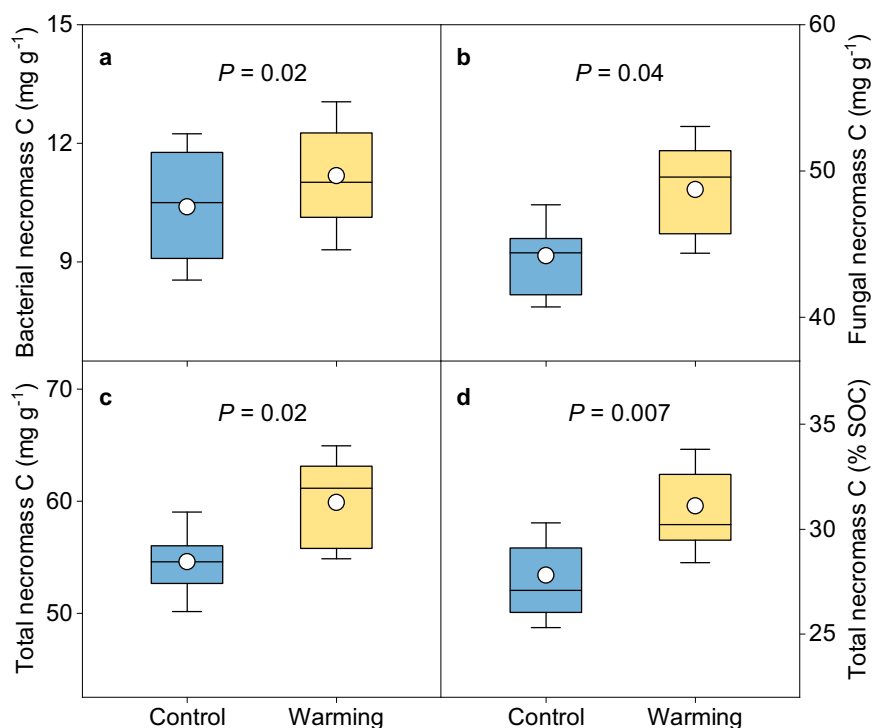 15
12
9
Bacterial necromass C (mg g⁻¹)
a
P = 0.02
b
P = 0.04
60
50
40
Fungal necromass C (mg g⁻¹)
70
60
50
Total necromass C (mg g⁻¹)
c
P = 0.02
d
P = 0.007
35
30
25
Total necromass C (% SOC)
Control
Warming
Control
Warming